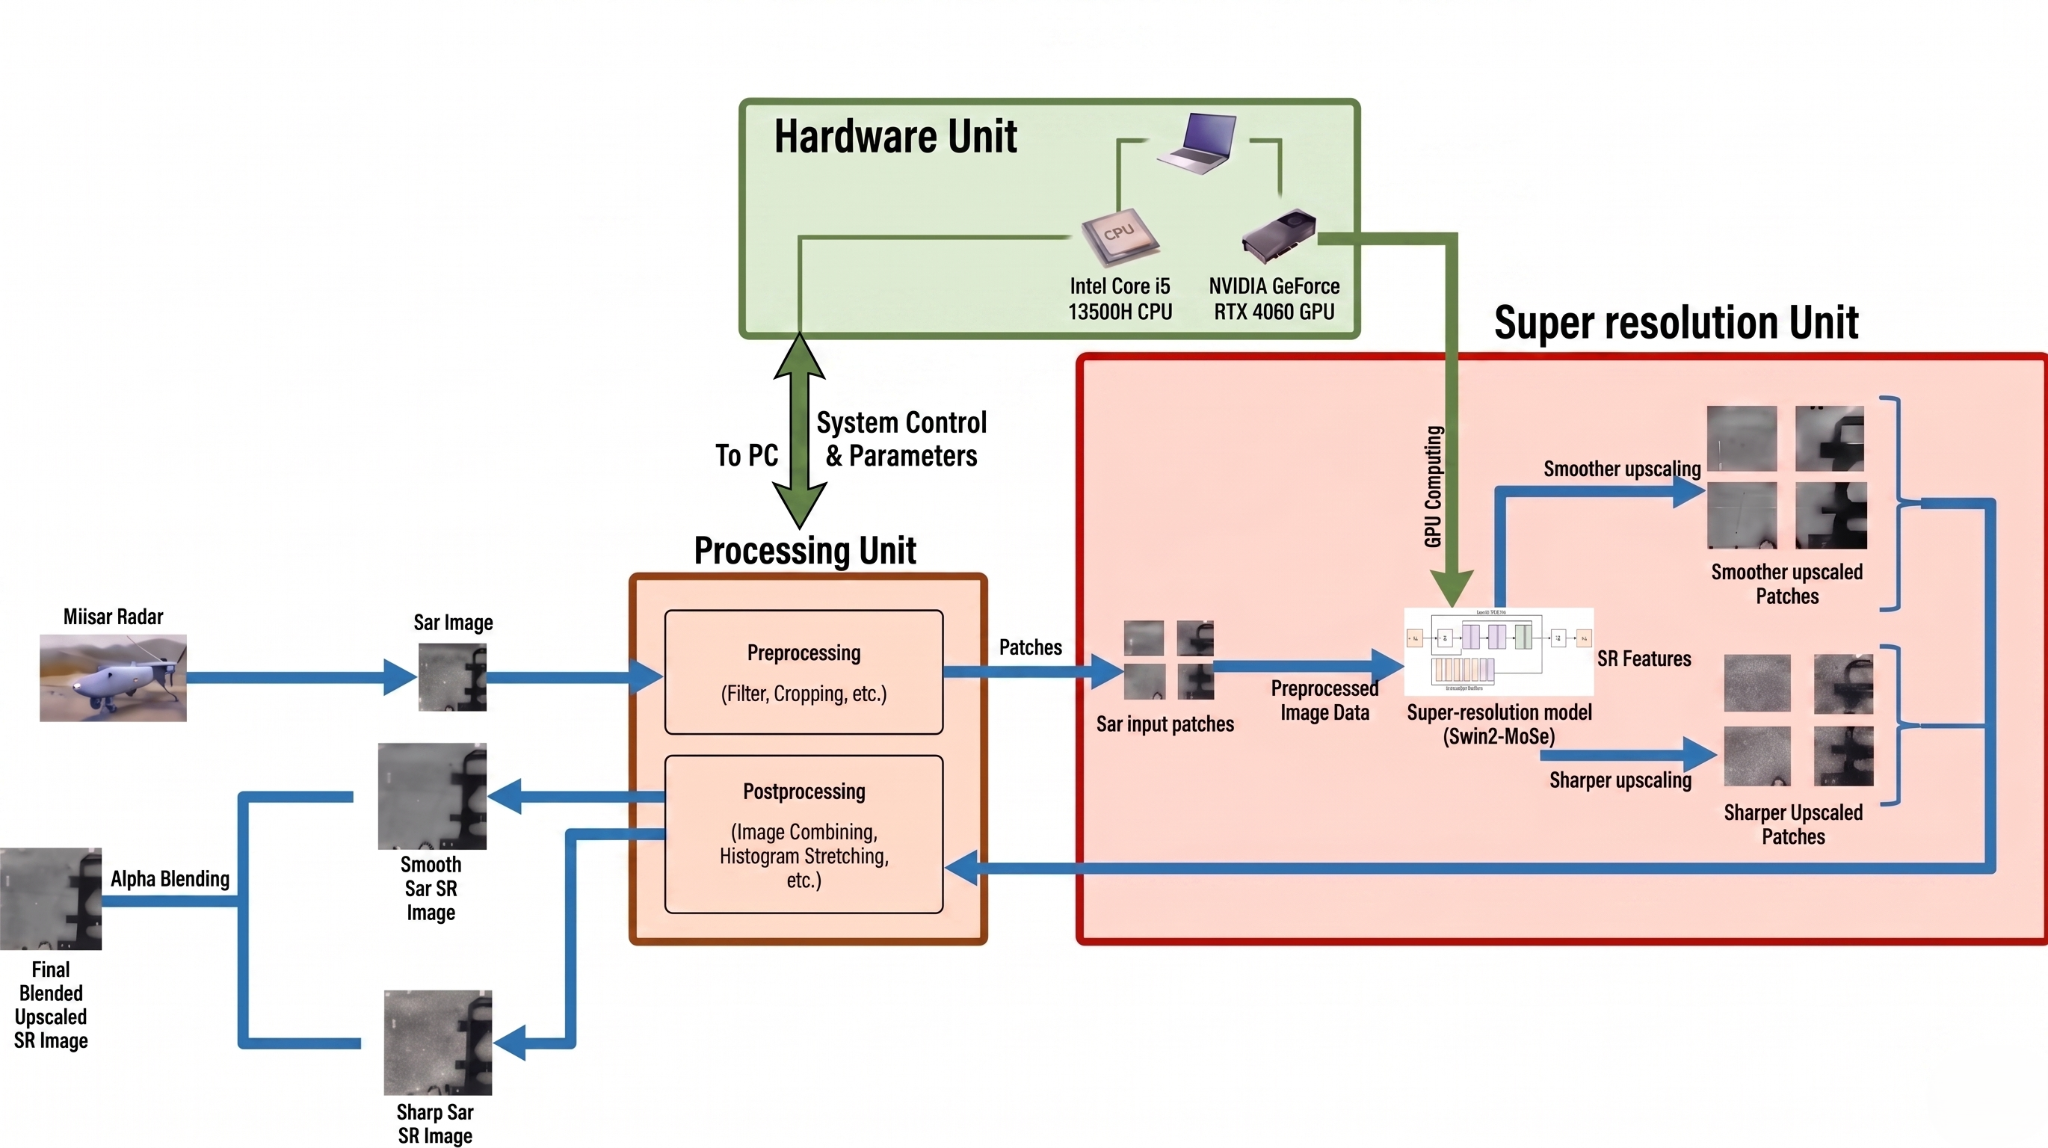 Hardware Unit
CPU
Intel Core i5
13500H CPU
NVIDIA GeForce
RTX 4060 GPU
Super resolution Unit
To PC
System Control
& Parameters
GPU Computing
Processing Unit
Miisar Radar
Sar Image
Preprocessing
(Filter, Cropping, etc.)
Patches
Sar input patches
Preprocessed
Image Data
Super-resolution model
(Swin2-MoSe)
SR Features
Smoother upscaling
Smoother upscaled
Patches
Sharper upscaling
Sharper Upscaled
Patches
Postprocessing
(Image Combining,
Histogram Stretching,
etc.)
Smooth
Sar SR
Image
Alpha Blending
Final
Blended
Upscaled
SR Image
Sharp Sar
SR Image